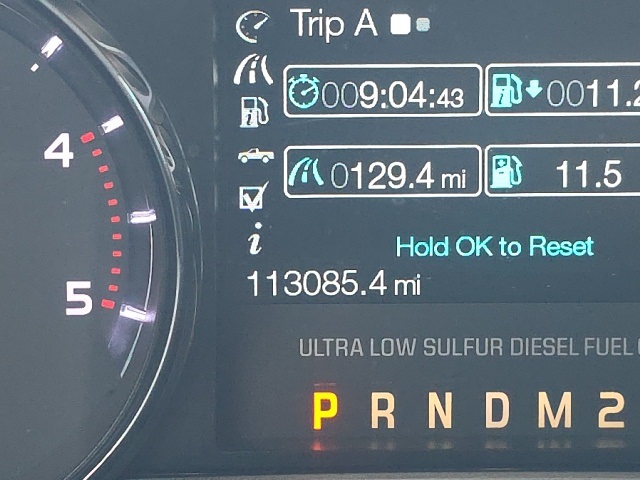 Trip A
009:04:43 0011.2
4
0129.4 mi 11.5
Hold OK to Reset
5 113085.4 mi
ULTRA LOW SULFUR DIESEL FUEL
P R N D M 2